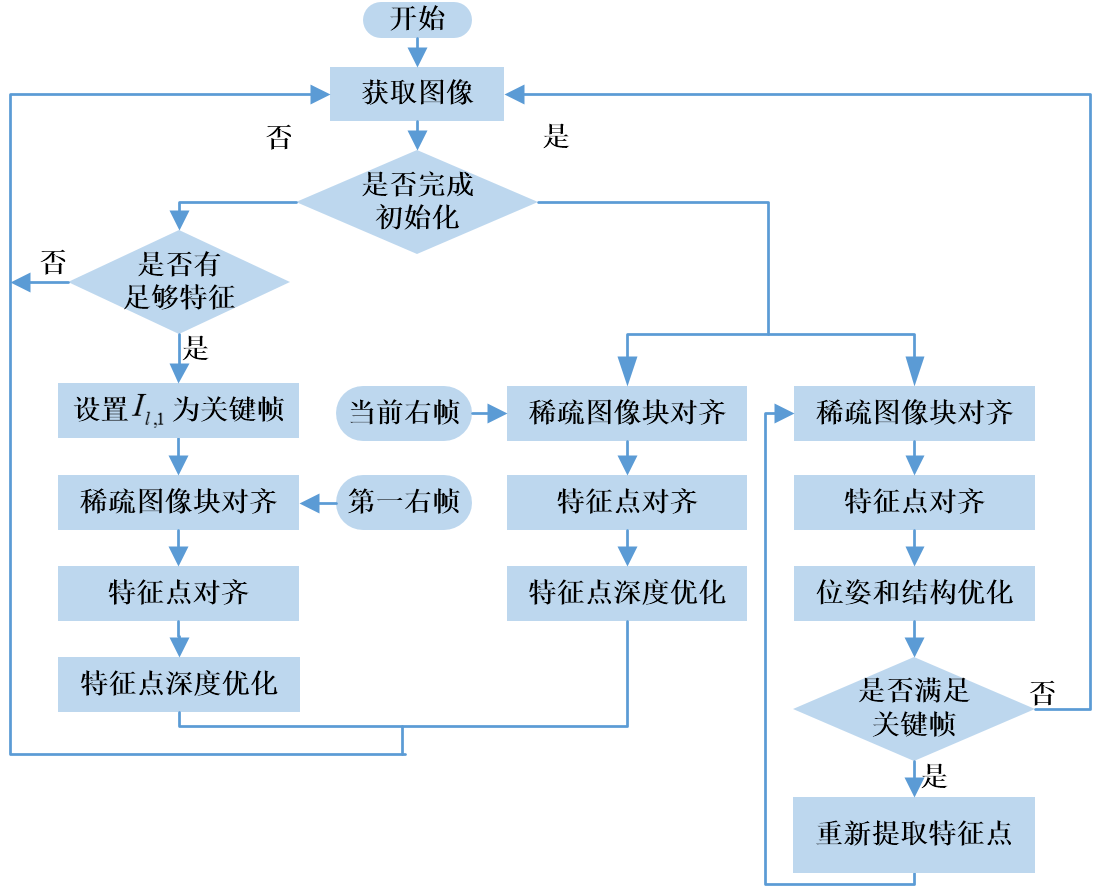 开始
获取图像
否
是
是否完成
初始化
否
是否有
足够特征
是
设置 I_{l,1} 为关键帧
稀疏图像块对齐
第一右帧
特征点对齐
特征点深度优化
当前右帧
稀疏图像块对齐
特征点对齐
特征点深度优化
稀疏图像块对齐
特征点对齐
位姿和结构优化
是否满足
关键帧
否
是
重新提取特征点